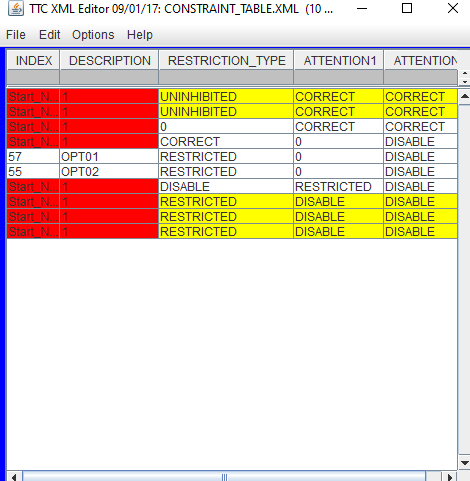 TTC XML Editor 09/01/17: CONSTRAINT_TABLE.XML (10 ...
File Edit Options Help
INDEX DESCRIPTION RESTRICTION_TYPE ATTENTION1 ATTENTION
Start_N... 1 UNINHIBITED CORRECT CORRECT
Start_N... 1 UNINHIBITED CORRECT CORRECT
Start_N... 1 0 CORRECT CORRECT
Start_N... 1 CORRECT 0 DISABLE
57 OPT01 RESTRICTED 0 DISABLE
55 OPT02 RESTRICTED 0 DISABLE
Start_N... 1 DISABLE RESTRICTED DISABLE
Start_N... 1 RESTRICTED DISABLE DISABLE
Start_N... 1 RESTRICTED DISABLE DISABLE
Start_N... 1 RESTRICTED DISABLE DISABLE